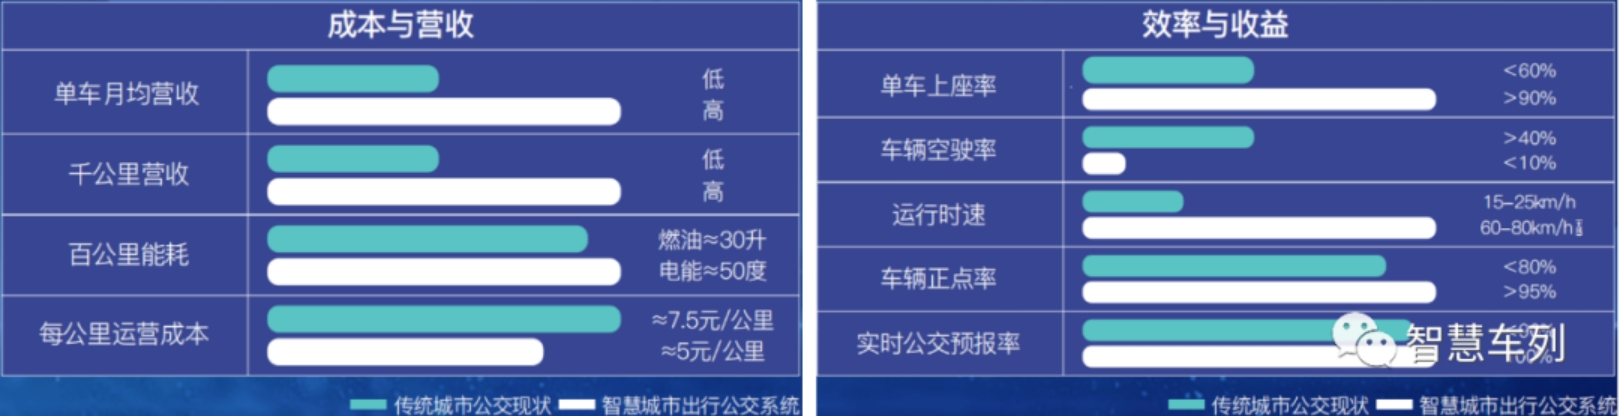 成本与营收
单车月均营收
低
高
千公里营收
低
高
百公里能耗
燃油≈30升
电能≈50度
每公里运营成本
≈7.5元/公里
≈5元/公里
传统城市公交现状 智慧城市出行公交系统
效率与收益
单车上座率
<60%
>90%
车辆空驶率
>40%
<10%
运行时速
15-25km/h
60-80km/h
车辆正点率
<80%
>95%
实时公交预报率
智慧车列
传统城市公交现状 智慧城市出行公交系统